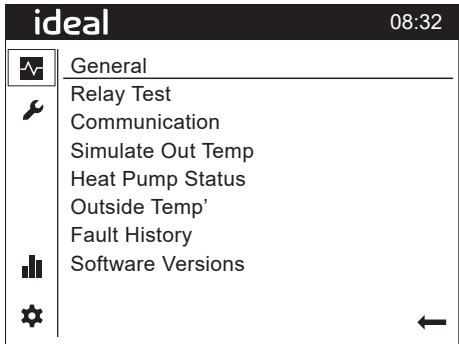 ideal 08:32
General
Relay Test
Communication
Simulate Out Temp
Heat Pump Status
Outside Temp'
Fault History
Software Versions